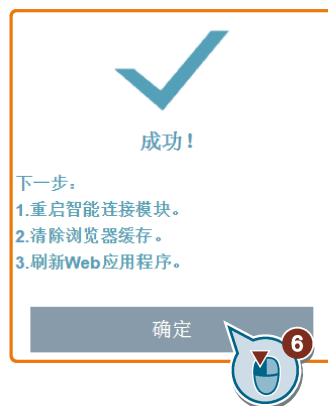 成功！
下一步：
1.重启智能连接模块。
2.清除浏览器缓存。
3.刷新Web应用程序。
确定
6